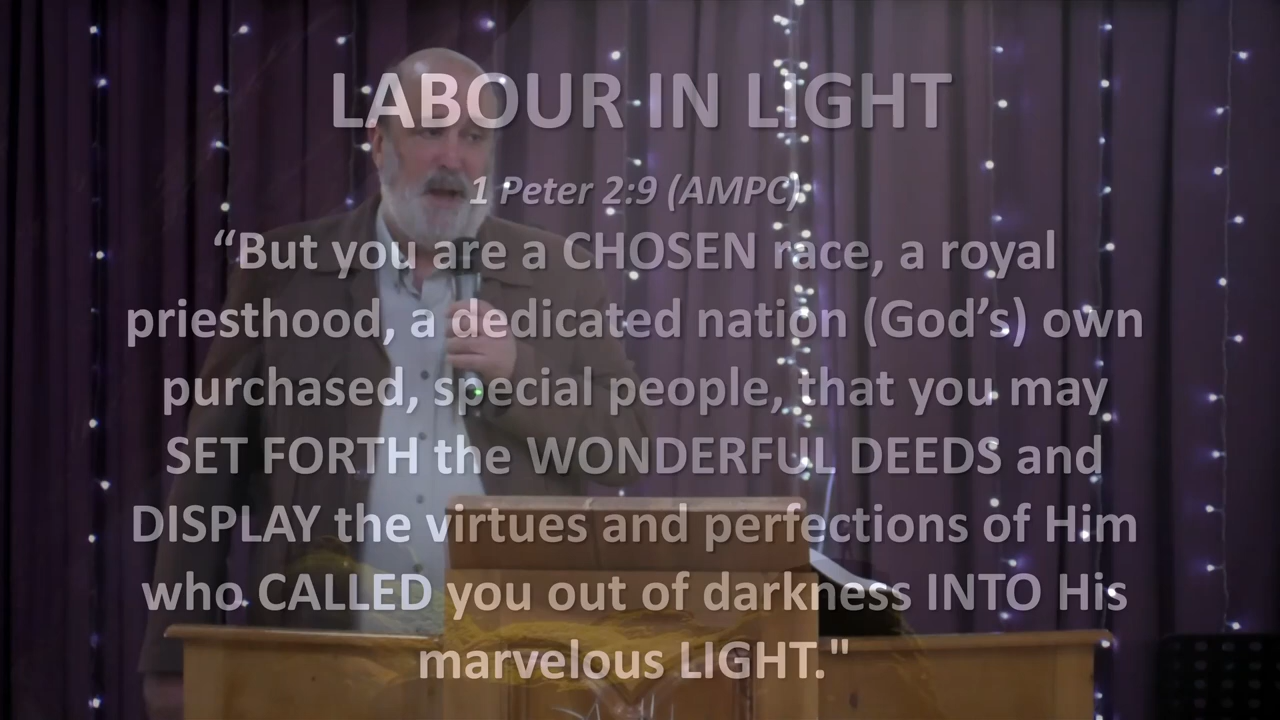 LABOUR IN LIGHT
1 Peter 2:9 (AMPC)
“But you are a CHOSEN race, a royal
priesthood, a dedicated nation (God’s) own
purchased, special people, that you may
SET FORTH the WONDERFUL DEEDS and
DISPLAY the virtues and perfections of Him
who CALLED you out of darkness INTO His
marvelous LIGHT."